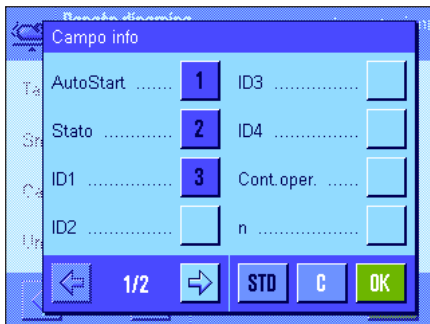 Campo info
AutoStart ....... 1
Stato ............. 2
ID1 ................ 3
ID2 ................
ID3 ................
ID4 ................
Cont.oper. ......
n ...................
1/2
STD
C
OK